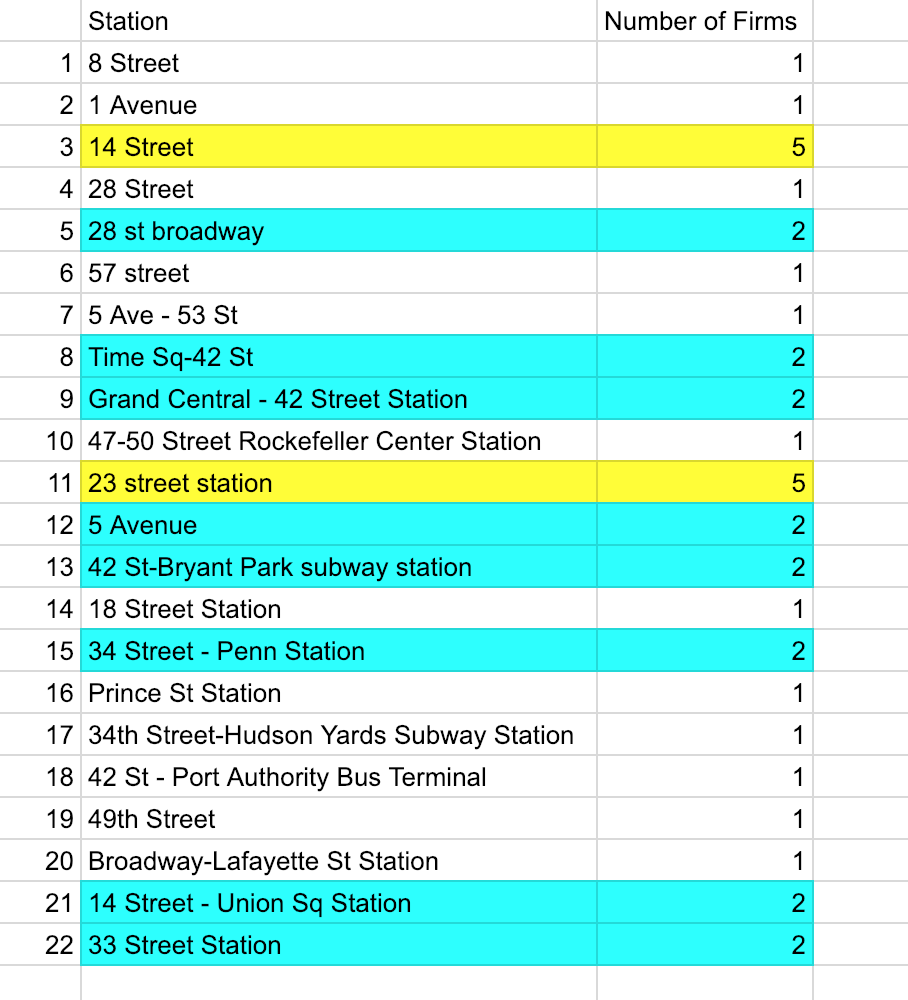 Station Number of Firms
1 8 Street 1
2 1 Avenue 1
3 14 Street 5
4 28 Street 1
5 28 st broadway 2
6 57 street 1
7 5 Ave - 53 St 1
8 Time Sq-42 St 2
9 Grand Central - 42 Street Station 2
10 47-50 Street Rockefeller Center Station 1
11 23 street station 5
12 5 Avenue 2
13 42 St-Bryant Park subway station 2
14 18 Street Station 1
15 34 Street - Penn Station 2
16 Prince St Station 1
17 34th Street-Hudson Yards Subway Station 1
18 42 St - Port Authority Bus Terminal 1
19 49th Street 1
20 Broadway-Lafayette St Station 1
21 14 Street - Union Sq Station 2
22 33 Street Station 2